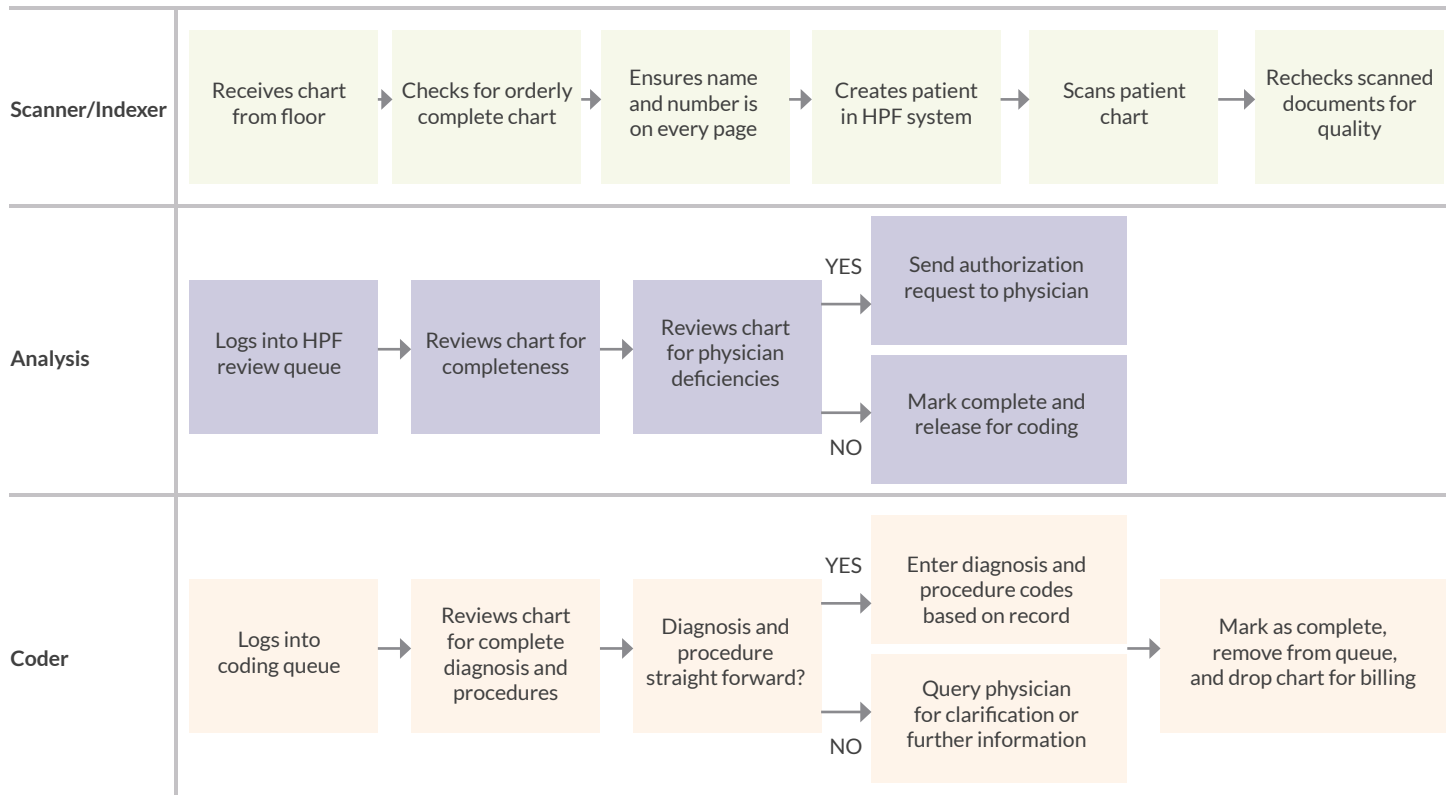 Scanner/Indexer
Receives chart
from floor
Checks for orderly
complete chart
Ensures name
and number is
on every page
Creates patient
in HPF system
Scans patient
chart
Rechecks scanned
documents for
quality
Analysis
Logs into HPF
review queue
Reviews chart for
completeness
Reviews chart
for physician
deficiencies
YES
Send authorization
request to physician
NO
Mark complete and
release for coding
Coder
Logs into
coding queue
Reviews chart
for complete
diagnosis and
procedures
Diagnosis and
procedure
straight forward?
YES
Enter diagnosis and
procedure codes
based on record
NO
Query physician
for clarification or
further information
Mark as complete,
remove from queue,
and drop chart for billing